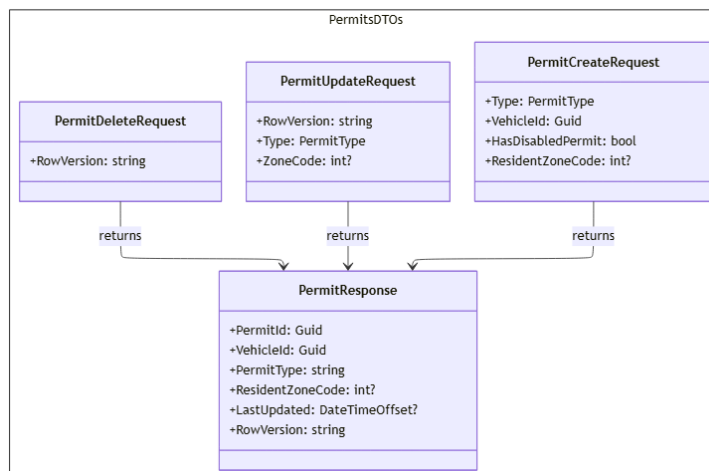 PermitsDTOs
PermitDeleteRequest
+RowVersion: string
PermitUpdateRequest
+RowVersion: string
+Type: PermitType
+ZoneCode: int?
PermitCreateRequest
+Type: PermitType
+VehicleId: Guid
+HasDisabledPermit: bool
+ResidentZoneCode: int?
returns
returns
returns
PermitResponse
+PermitId: Guid
+VehicleId: Guid
+PermitType: string
+ResidentZoneCode: int?
+LastUpdated: DateTimeOffset?
+RowVersion: string